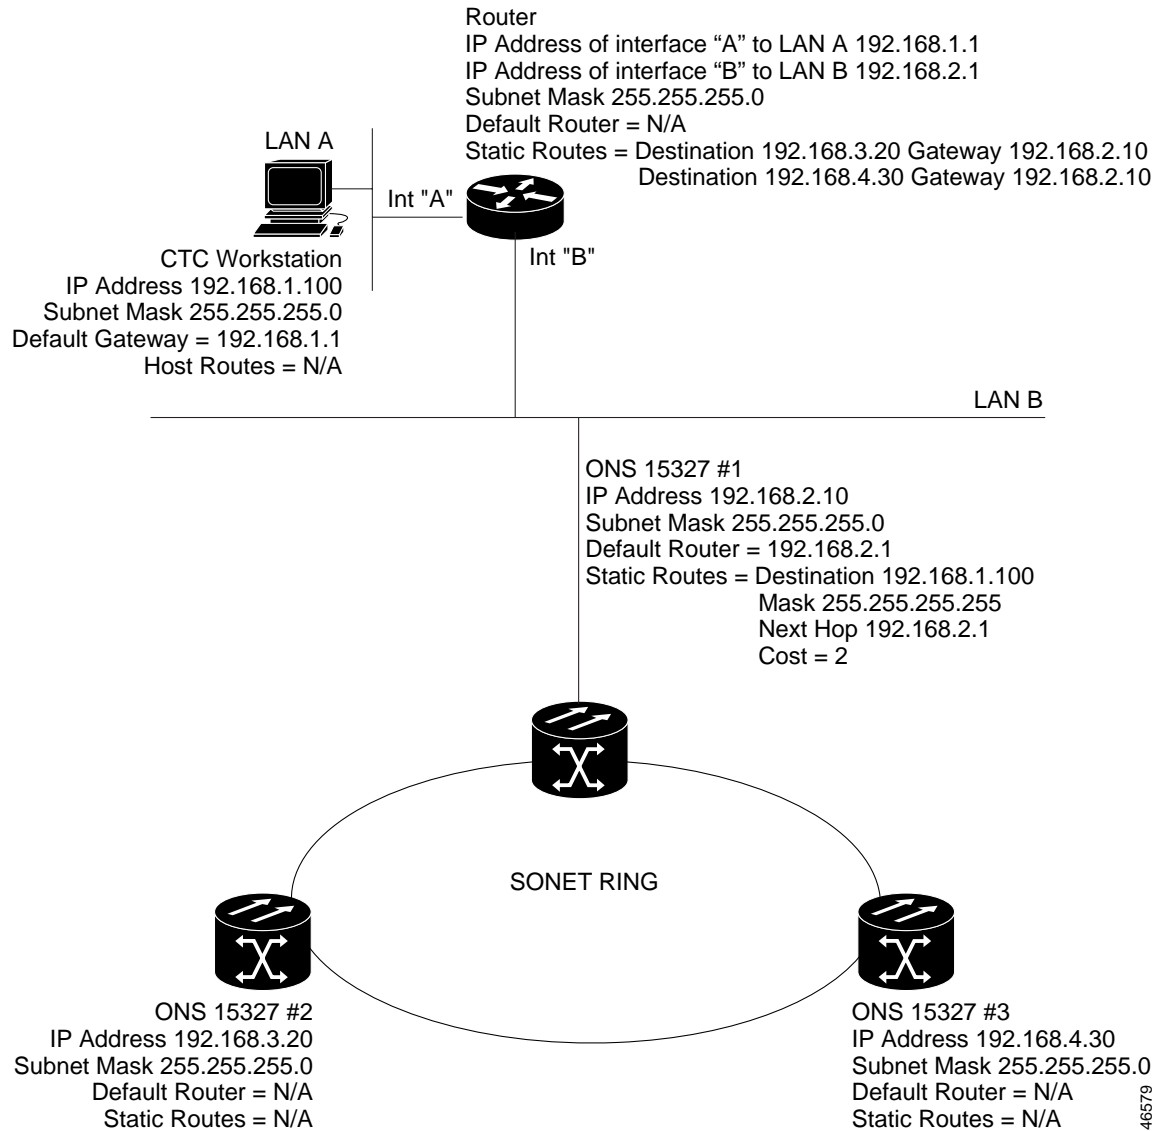 Router
IP Address of interface “A” to LAN A 192.168.1.1
IP Address of interface “B” to LAN B 192.168.2.1
Subnet Mask 255.255.255.0
Default Router = N/A
Static Routes = Destination 192.168.3.20 Gateway 192.168.2.10
Destination 192.168.4.30 Gateway 192.168.2.10
LAN A
Int "A"
Int "B"
CTC Workstation
IP Address 192.168.1.100
Subnet Mask 255.255.255.0
Default Gateway = 192.168.1.1
Host Routes = N/A
LAN B
ONS 15327 #1
IP Address 192.168.2.10
Subnet Mask 255.255.255.0
Default Router = 192.168.2.1
Static Routes = Destination 192.168.1.100
Mask 255.255.255.255
Next Hop 192.168.2.1
Cost = 2
SONET RING
ONS 15327 #2
IP Address 192.168.3.20
Subnet Mask 255.255.255.0
Default Router = N/A
Static Routes = N/A
ONS 15327 #3
IP Address 192.168.4.30
Subnet Mask 255.255.255.0
Default Router = N/A
Static Routes = N/A
46579